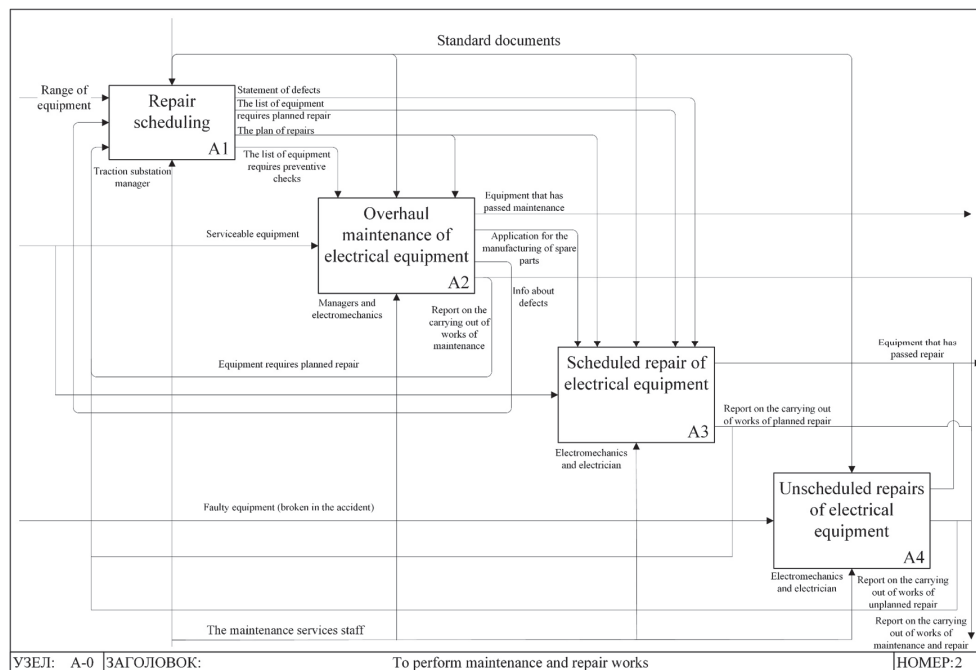 Standard documents
Range of
equipment
Repair
scheduling
A1
Statement of defects
The list of equipment
requires planned repair
The plan of repairs
The list of equipment
requires preventive
checks
Traction substation
manager
Serviceable equipment
Overhaul
maintenance of
electrical equipment
A2
Equipment that has
passed maintenance
Application for the
manufacturing of spare
parts
Info about
defects
Managers and
electromechanics
Report on the
carrying out of
works of
maintenance
Equipment requires planned repair
Scheduled repair of
electrical equipment
A3
Equipment that has
passed repair
Report on the carrying out
of works of planned repair
Electromechanics
and electrician
Faulty equipment (broken in the accident)
Unscheduled repairs
of electrical
equipment
A4
Electromechanics
and electrician
Report on the carrying
out of works of
unplanned repair
The maintenance services staff
Report on the carrying
out of works of
maintenance and repair
УЗЕЛ: A-0 ЗАГОЛОВОК: To perform maintenance and repair works НОМЕР:2